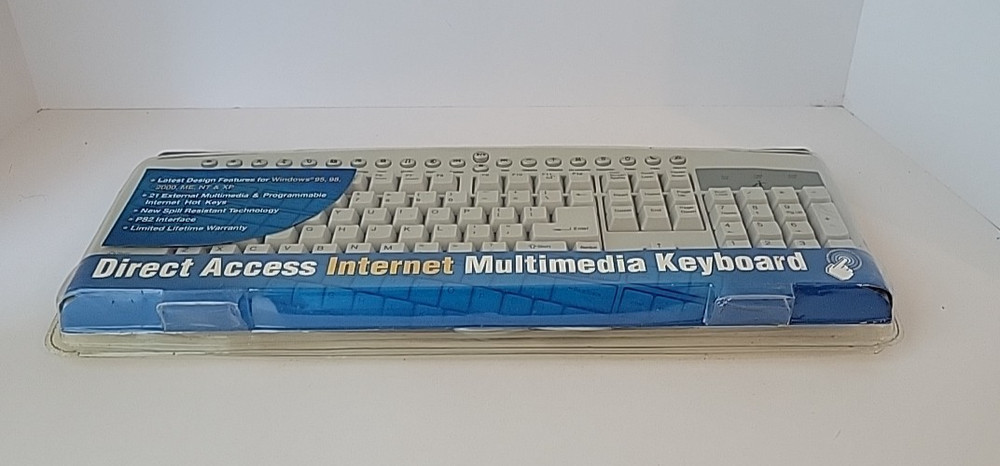 • Latest Design Features for Windows® 95, 98,
2000, ME, NT & XP
• 21 External Multimedia & Programmable
Internet Hot Keys
• New Spill Resistant Technology
• PS2 Interface
• Limited Lifetime Warranty
Direct Access Internet Multimedia Keyboard